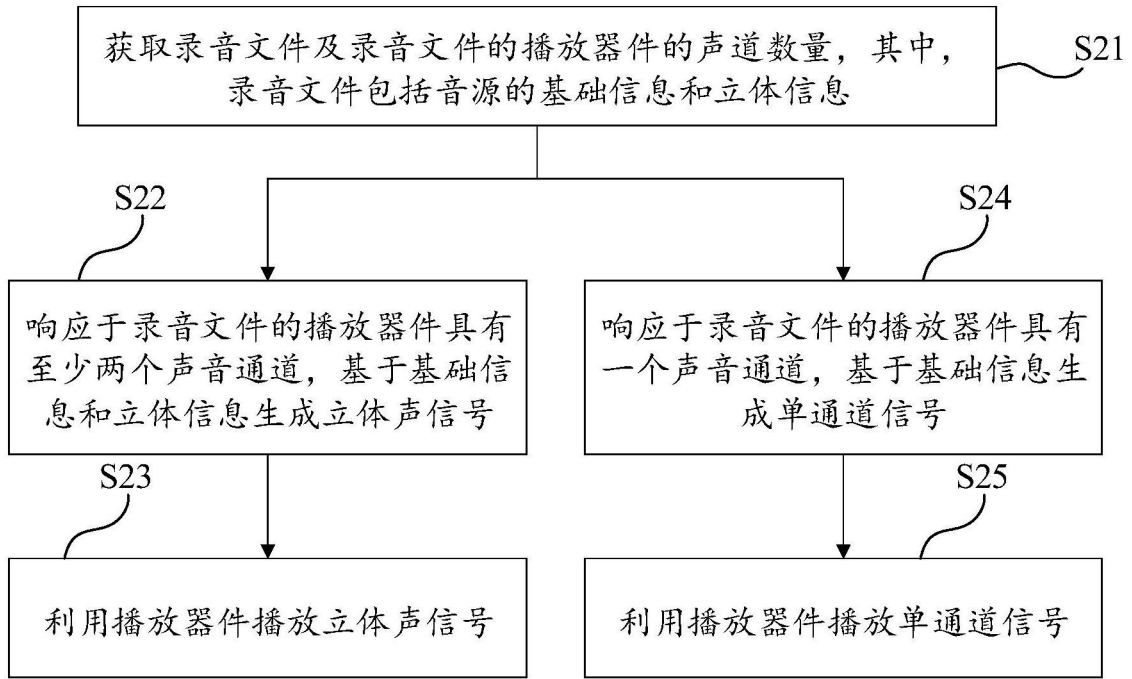 获取录音文件及录音文件的播放器件的声道数量，其中，
录音文件包括音源的基础信息和立体信息
S21
S22
响应于录音文件的播放器件具有
至少两个声音通道，基于基础信
息和立体信息生成立体声信号
S24
响应于录音文件的播放器件具有
一个声音通道，基于基础信息生
成单通道信号
S23
利用播放器件播放立体声信号
S25
利用播放器件播放单通道信号